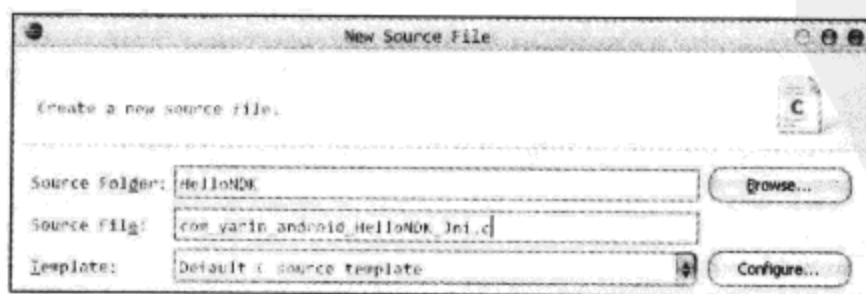 New Source File
Create a new source file.
C
Source Folder: HelloNDK Browse...
Source File: com_yarin_android_HelloNDK_Jni.c
Template: Default C source template Configure...